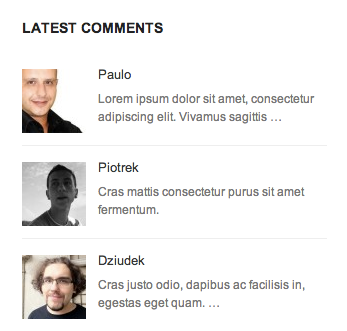 LATEST COMMENTS
Paulo
Lorem ipsum dolor sit amet, consectetur
adipiscing elit. Vivamus sagittis …
Piotrek
Cras mattis consectetur purus sit amet
fermentum.
Dziudek
Cras justo odio, dapibus ac facilisis in,
egestas eget quam. …